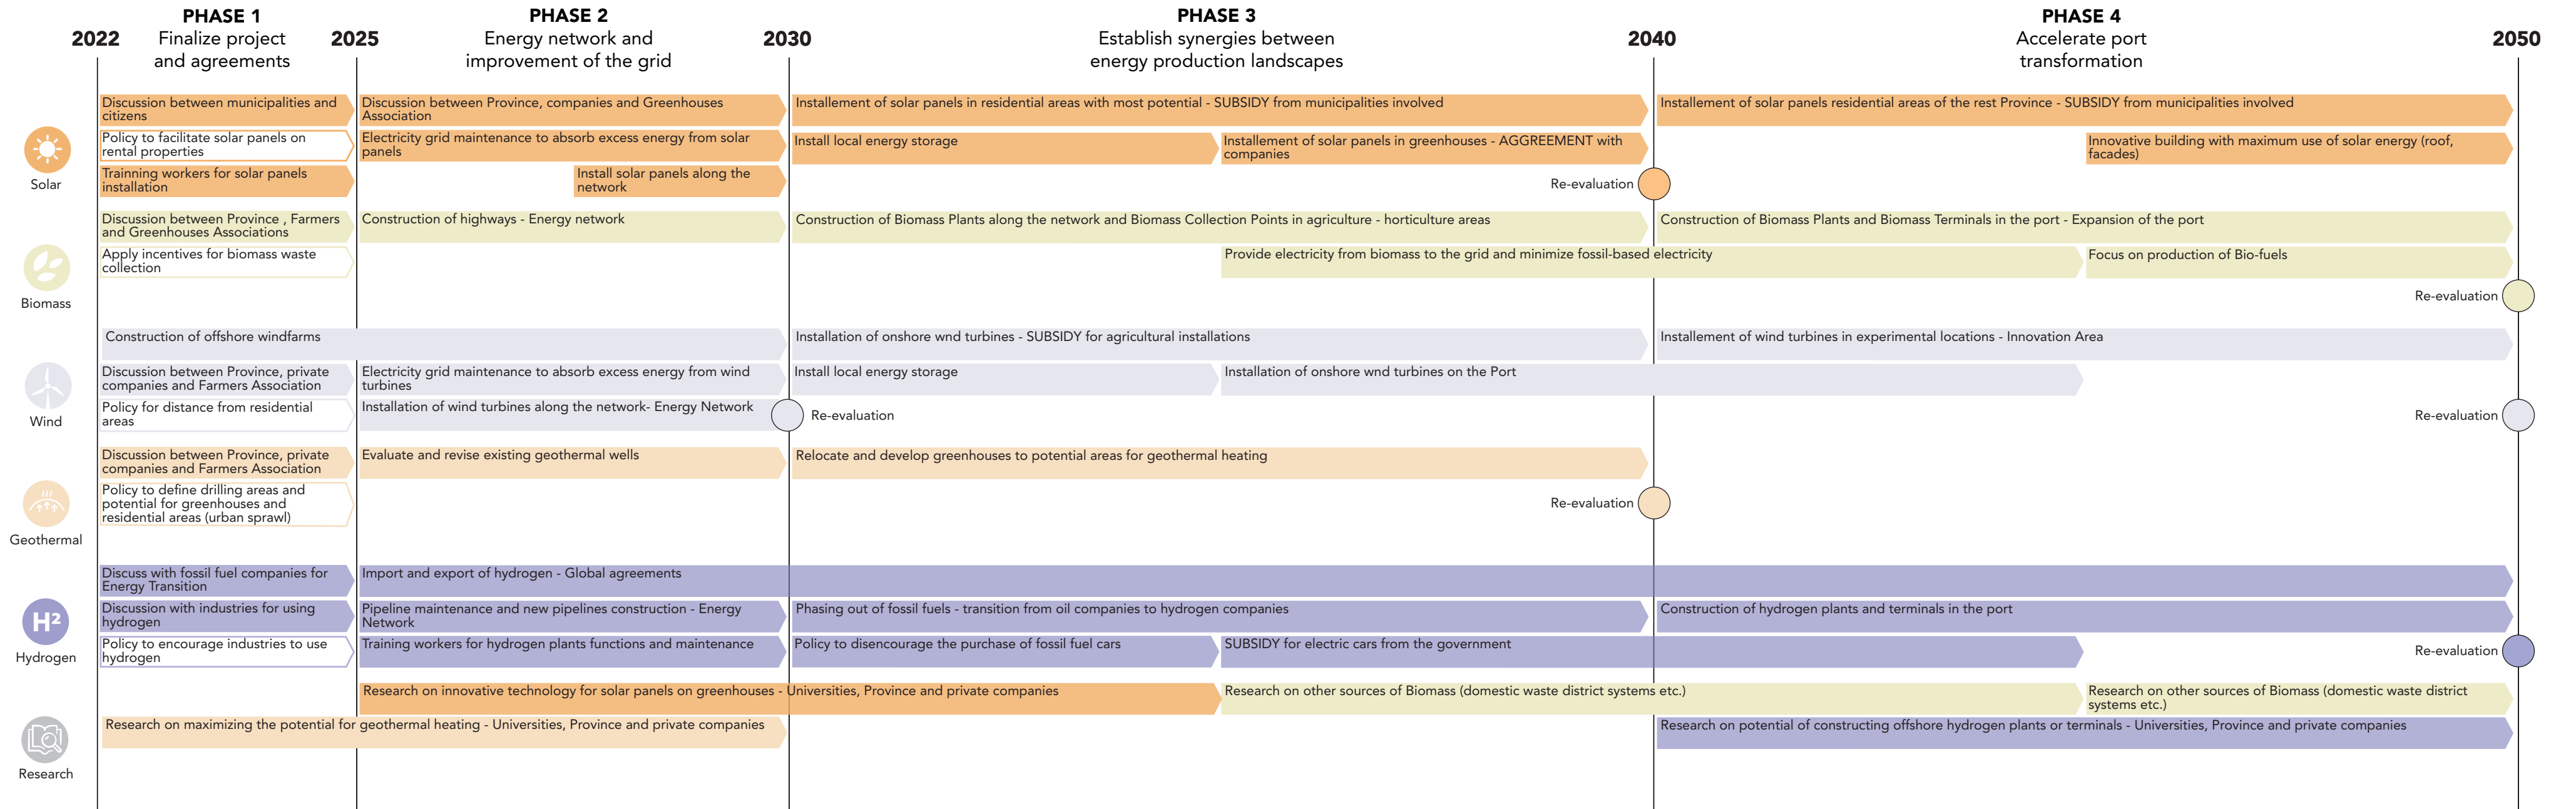 PHASE 1
PHASE 2
PHASE 3
PHASE 4
2022
Finalize project
and agreements
2025
Energy network and
improvement of the grid
2030
Establish synergies between
energy production landscapes
2040
Accelerate port
transformation
2050
Discussion between municipalities and
citizens
Discussion between Province, companies and Greenhouses
Association
Installement of solar panels in residential areas with most potential - SUBSIDY from municipalities involved
Installement of solar panels residential areas of the rest Province - SUBSIDY from municipalities involved
Policy to facilitate solar panels on
rental properties
Electricity grid maintenance to absorb excess energy from solar
panels
Install local energy storage
Installement of solar panels in greenhouses - AGGREEMENT with
companies
Innovative building with maximum use of solar energy (roof,
facades)
Solar
Trainning workers for solar panels
installation
Install solar panels along the
network
Re-evaluation
Discussion between Province , Farmers
and Greenhouses Associations
Construction of highways - Energy network
Construction of Biomass Plants along the network and Biomass Collection Points in agriculture - horticulture areas
Construction of Biomass Plants and Biomass Terminals in the port - Expansion of the port
Apply incentives for biomass waste
collection
Provide electricity from biomass to the grid and minimize fossil-based electricity
Focus on production of Bio-fuels
Biomass
Re-evaluation
Construction of offshore windfarms
Installation of onshore wnd turbines - SUBSIDY for agricultural installations
Installement of wind turbines in experimental locations - Innovation Area
Discussion between Province, private
companies and Farmers Association
Electricity grid maintenance to absorb excess energy from wind
turbines
Install local energy storage
Installation of onshore wnd turbines on the Port
Wind
Policy for distance from residential
areas
Installation of wind turbines along the network- Energy Network
Re-evaluation
Re-evaluation
Discussion between Province, private
companies and Farmers Association
Evaluate and revise existing geothermal wells
Relocate and develop greenhouses to potential areas for geothermal heating
Policy to define drilling areas and
potential for greenhouses and
residential areas (urban sprawl)
Re-evaluation
Geothermal
Discuss with fossil fuel companies for
Energy Transition
Import and export of hydrogen - Global agreements
Discussion with industries for using
hydrogen
Pipeline maintenance and new pipelines construction - Energy
Network
Phasing out of fossil fuels - transition from oil companies to hydrogen companies
Construction of hydrogen plants and terminals in the port
H²
Hydrogen
Policy to encourage industries to use
hydrogen
Training workers for hydrogen plants functions and maintenance
Policy to disencourage the purchase of fossil fuel cars
SUBSIDY for electric cars from the government
Re-evaluation
Research on innovative technology for solar panels on greenhouses - Universities, Province and private companies
Research on other sources of Biomass (domestic waste district systems etc.)
Research on other sources of Biomass (domestic waste district
systems etc.)
Research on maximizing the potential for geothermal heating - Universities, Province and private companies
Research on potential of constructing offshore hydrogen plants or terminals - Universities, Province and private companies
Research